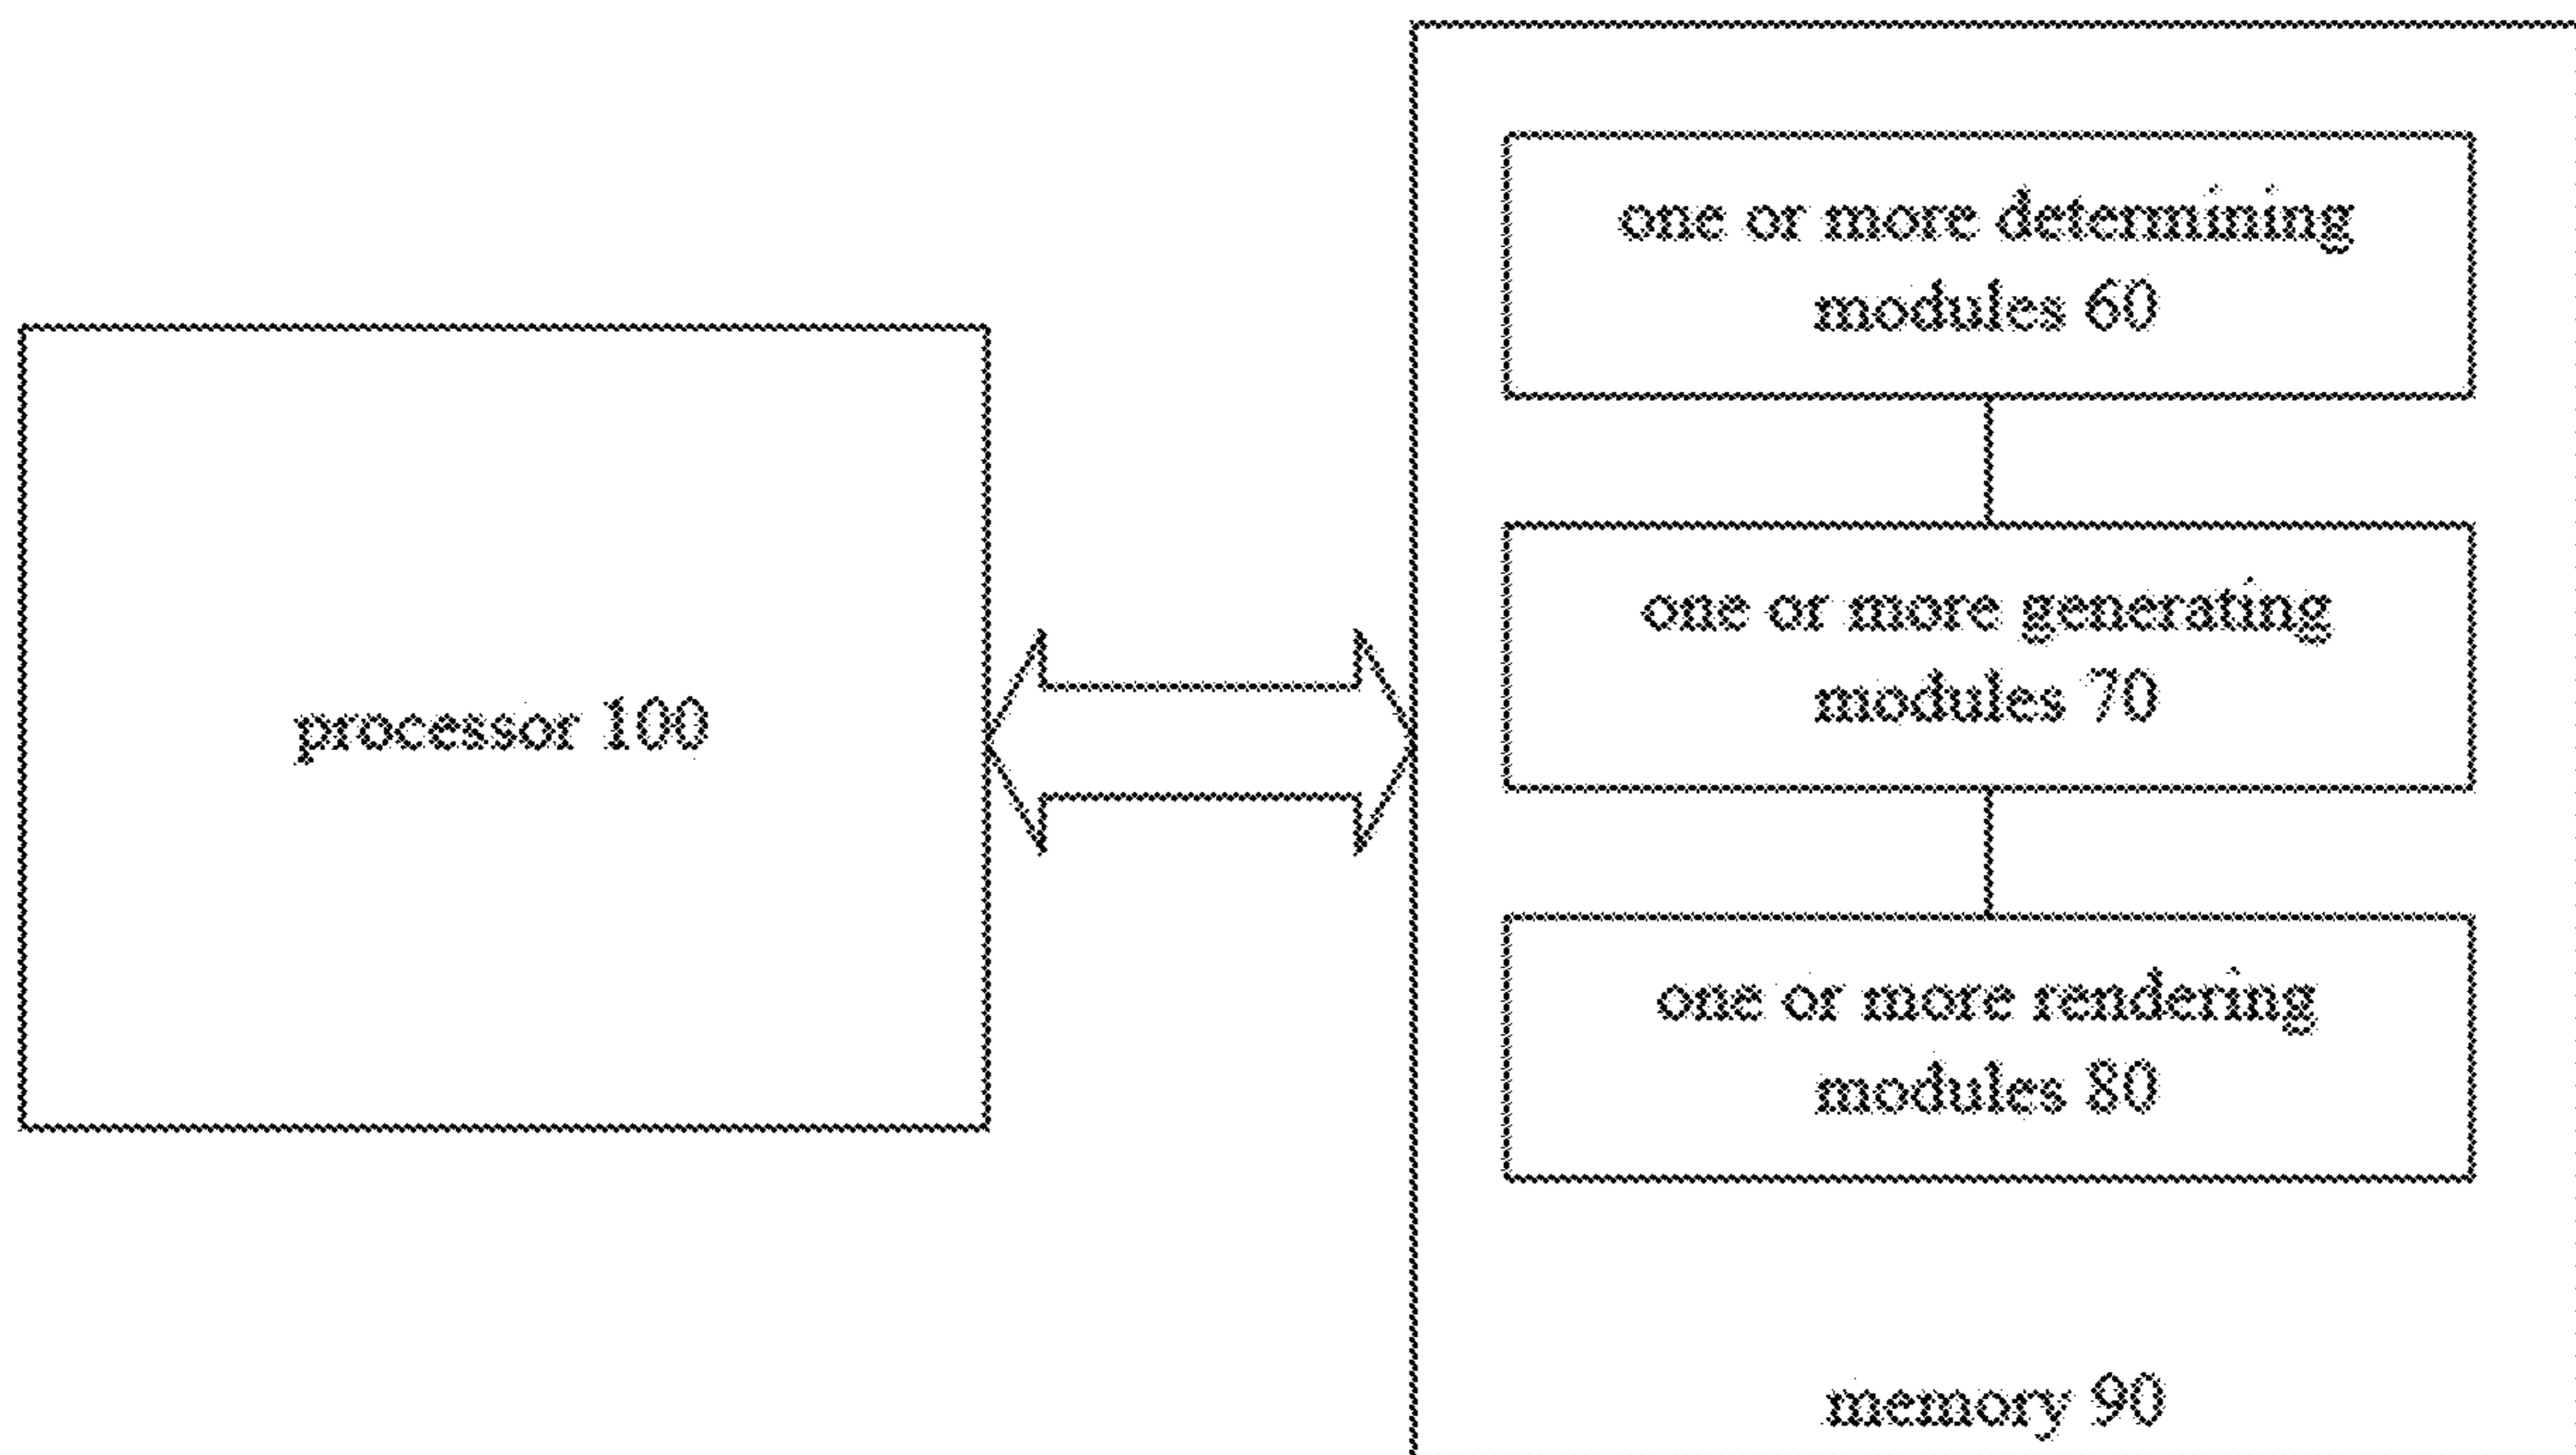 processor 100
one or more determining
modules 60
one or more generating
modules 70
one or more rendering
modules 80
memory 90